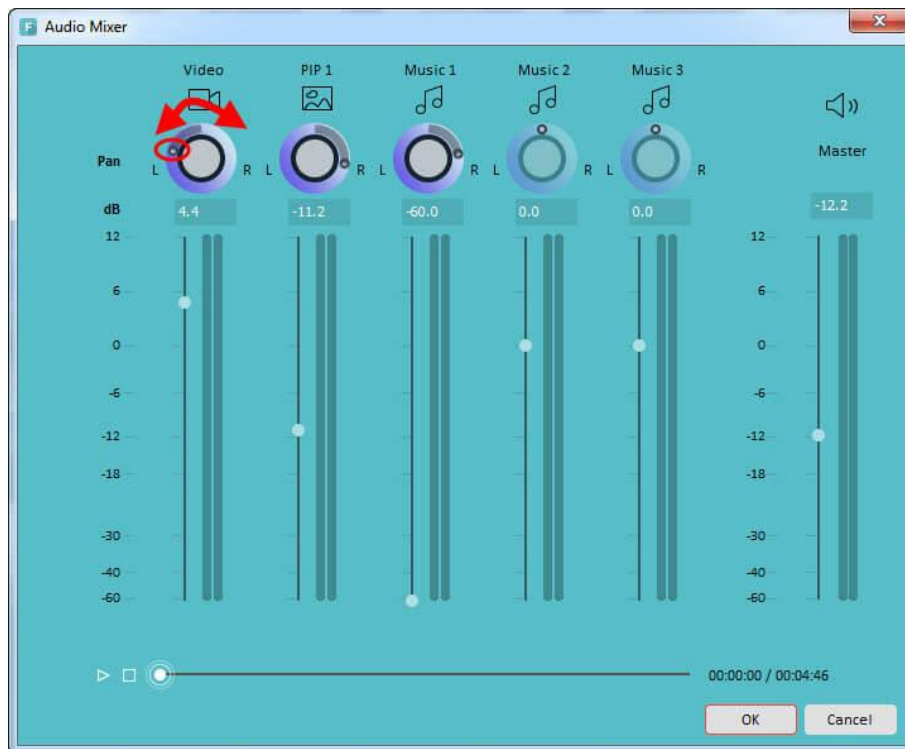 F Audio Mixer
Video PIP 1 Music 1 Music 2 Music 3
Master
Pan L R L R L R L R L R
dB 4.4 -11.2 -60.0 0.0 0.0 -12.2
12 12
6 6
0 0
-6 -6
-12 -12
-18 -18
-30 -30
-40 -40
-60 -60
00:00:00 / 00:04:46
OK Cancel